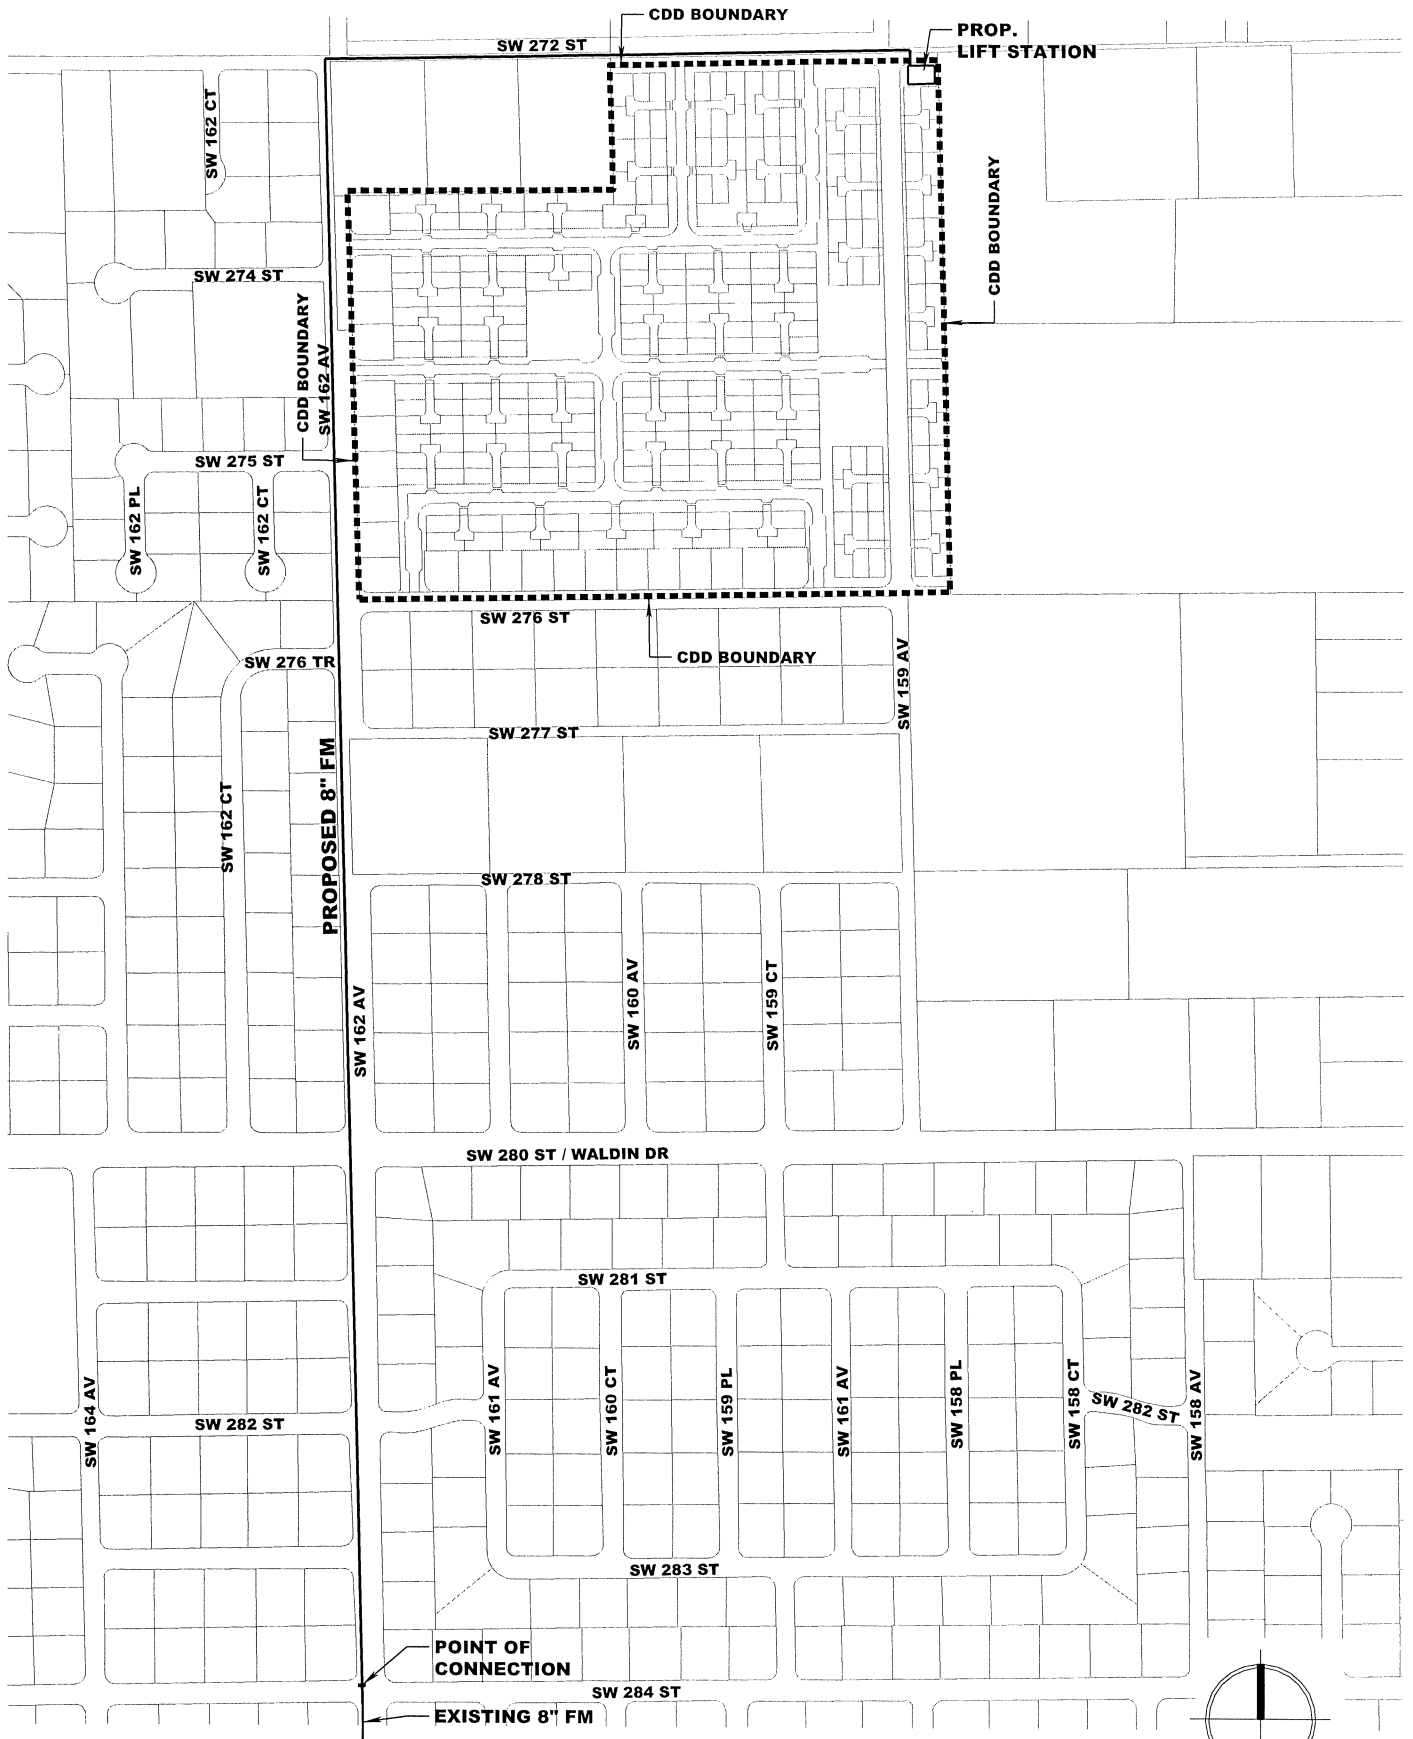 CDD BOUNDARY
SW 272 ST
PROP.
LIFT STATION
SW 162 CT
CDD BOUNDARY
SW 274 ST
CDD BOUNDARY
SW 162 AV
SW 275 ST
SW 162 PL
SW 162 CT
SW 276 ST
CDD BOUNDARY
SW 276 TR
SW 159 AV
SW 277 ST
PROPOSED 8" FM
SW 162 CT
SW 278 ST
SW 162 AV
SW 160 AV
SW 159 CT
SW 280 ST / WALDIN DR
SW 281 ST
SW 164 AV
SW 282 ST
SW 161 AV
SW 160 CT
SW 159 PL
SW 161 AV
SW 158 PL
SW 158 CT
SW 282 ST
SW 158 AV
SW 283 ST
POINT OF
CONNECTION
SW 284 ST
EXISTING 8" FM